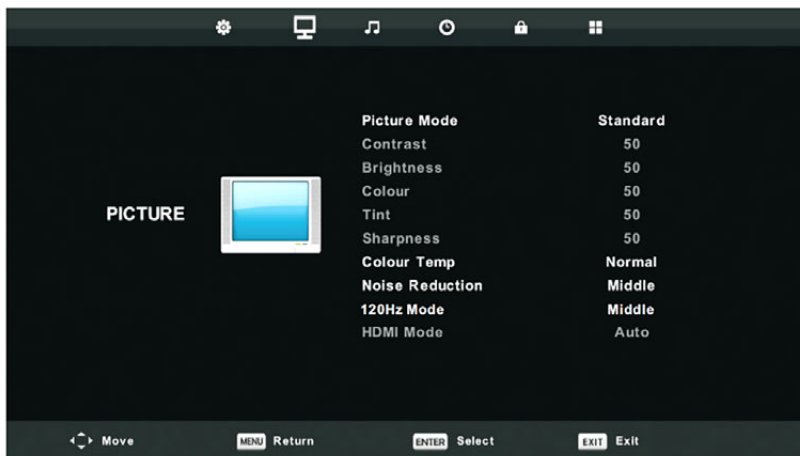 Picture Mode Standard
Contrast 50
Brightness 50
Colour 50
Tint 50
PICTURE
Sharpness 50
Colour Temp Normal
Noise Reduction Middle
120Hz Mode Middle
HDMI Mode Auto
Move MENU Return ENTER Select EXIT Exit